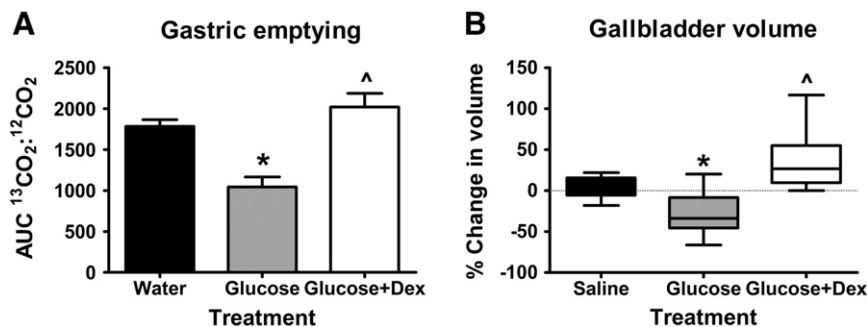 A
Gastric emptying
AUC ¹³CO₂:¹²CO₂
2500
2000
1500
1000
500
0
*
^
Water
Glucose
Glucose+Dex
Treatment
B
Gallbladder volume
% Change in volume
150
100
50
0
-50
-100
*
^
Saline
Glucose
Glucose+Dex
Treatment